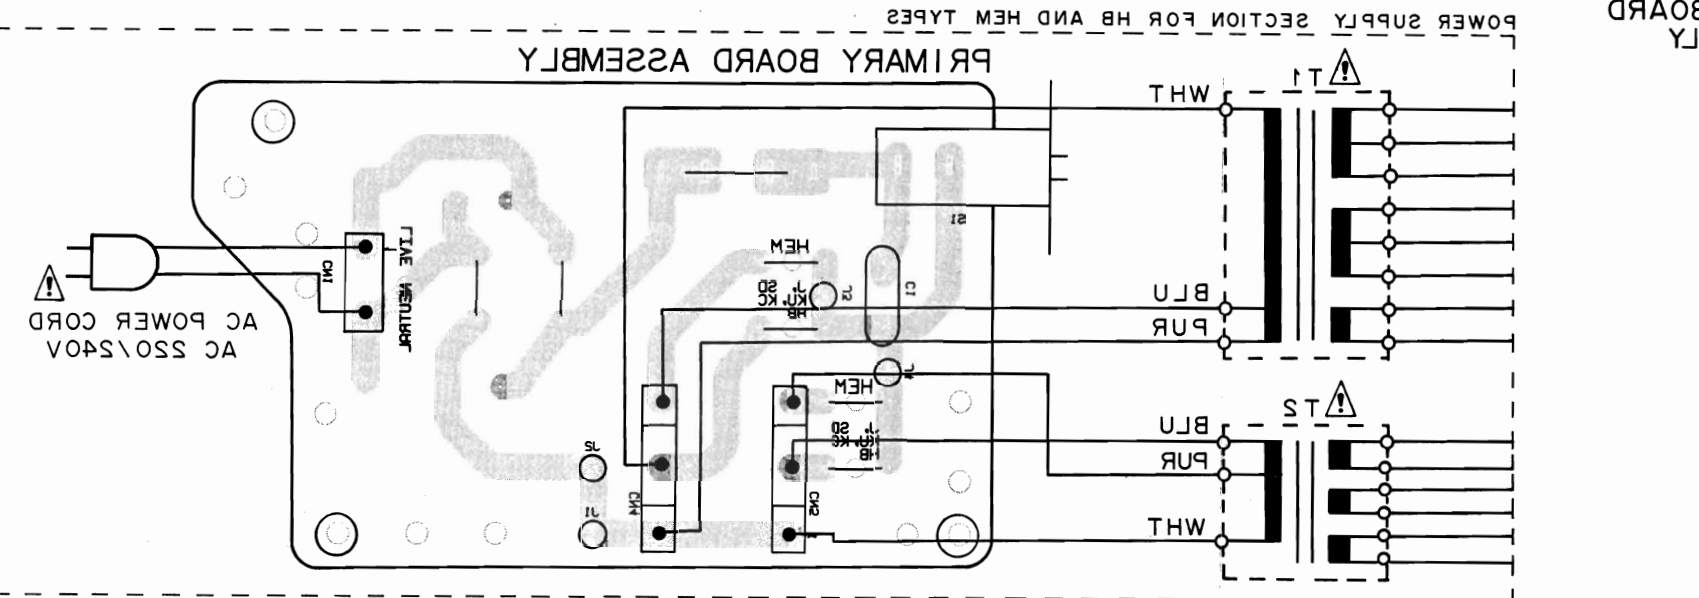 POWER SUPPLY SECTION FOR HB AND HEM TYPES
BOARD
LY
PRIMARY BOARD ASSEMBLY
T1
WHT
S1
LIVE
NEUTRAL
CN1
HEM
J. SD
KU, KC
HB
J3
C1
BLU
PUR
AC POWER CORD
AC 220/240V
J4
HEM
J. SD
KU, KC
HB
T2
BLU
PUR
J2
J1
CN4
CN5
WHT